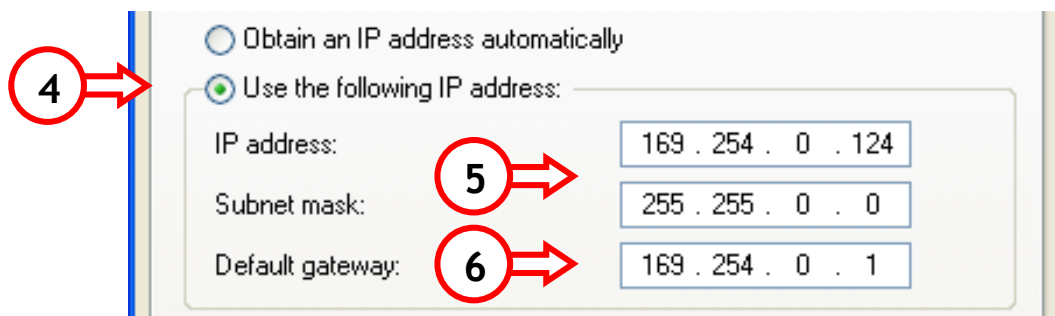 Obtain an IP address automatically
4
Use the following IP address:
IP address: 169 . 254 . 0 . 124
5
Subnet mask: 255 . 255 . 0 . 0
Default gateway: 6 169 . 254 . 0 . 1